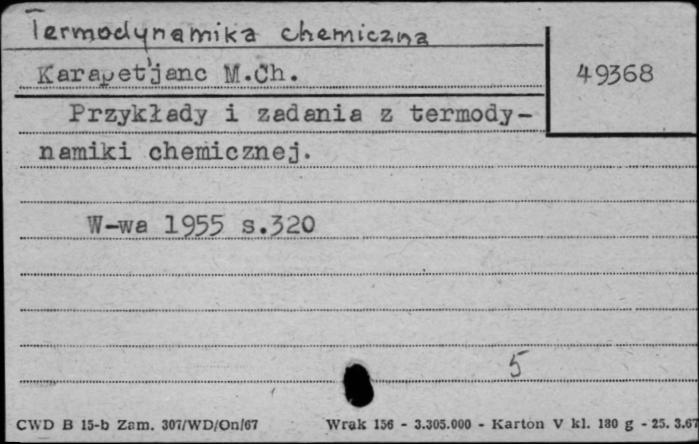 Termodynamika chemiczna
Karapet'janc M.Ch.
49368
Przykłady i zadania z termody-
namiki chemicznej.
W-wa 1955 s.320
5
CWD B 15-b Zam. 307/WD/On/67
Wrak 156 - 3.305.000 - Karton V kl. 180 g - 25. 3.67